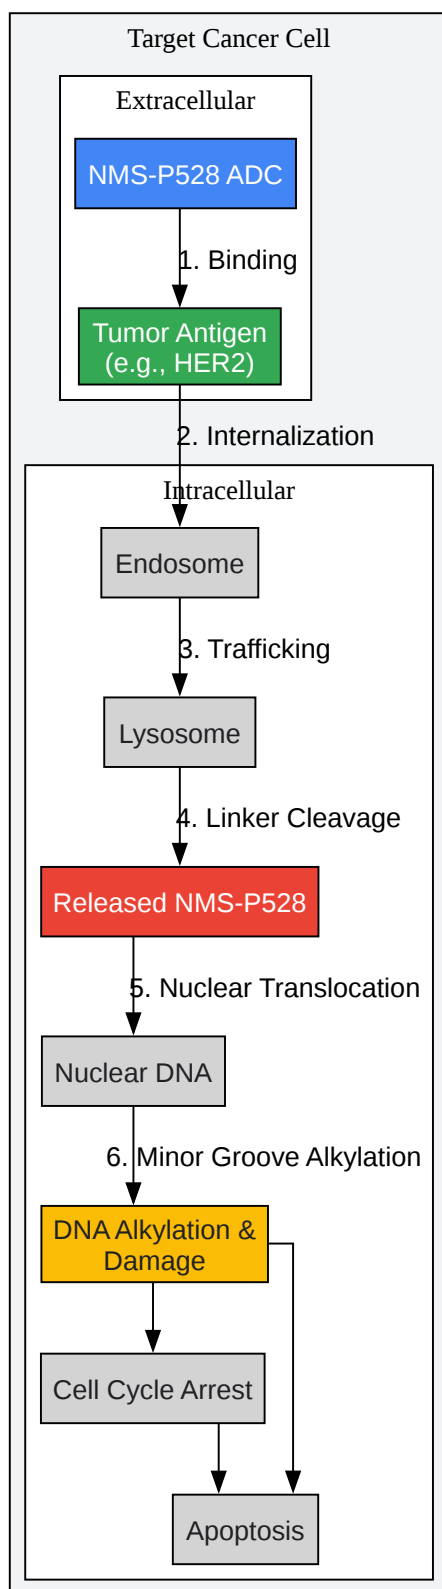 Target Cancer Cell
Extracellular
NMS-P528 ADC
1. Binding
Tumor Antigen
(e.g., HER2)
2. Internalization
Intracellular
Endosome
3. Trafficking
Lysosome
4. Linker Cleavage
Released NMS-P528
5. Nuclear Translocation
Nuclear DNA
6. Minor Groove Alkylation
DNA Alkylation &
Damage
Cell Cycle Arrest
Apoptosis